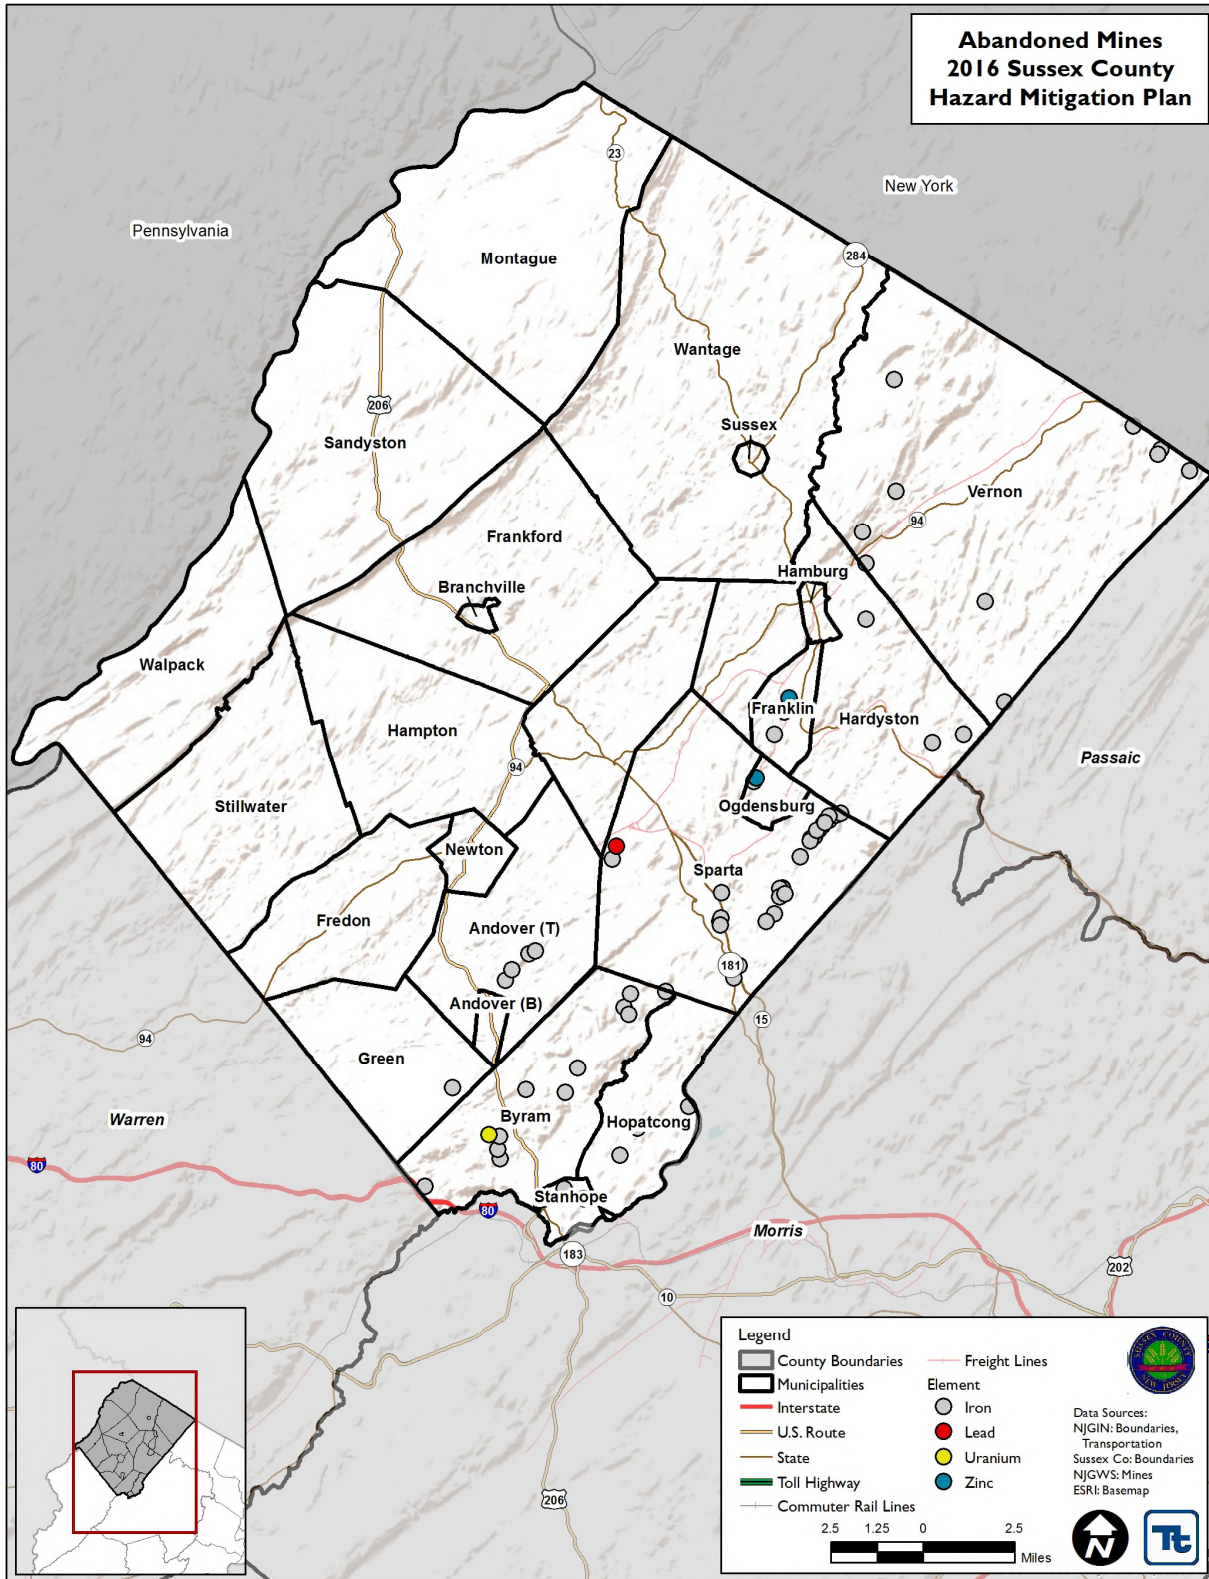 Abandoned Mines
2016 Sussex County
Hazard Mitigation Plan
New York
Pennsylvania
23
284
Montague
Wantage
206
Sussex
Sandyston
Vernon
94
Frankford
Hamburg
Branchville
Walpack
Franklin
Hardyston
Hampton
Passaic
94
Stillwater
Ogdensburg
Newton
Sparta
Fredon
Andover (T)
181
Andover (B)
15
94
Green
Warren
Byram
Hopatcong
80
Stanhope
80
Morris
183
202
10
206
Legend
County Boundaries
Municipalities
Interstate
U.S. Route
State
Toll Highway
Commuter Rail Lines
Freight Lines
Element
Iron
Lead
Uranium
Zinc
SUSSEX COUNTY
NEW JERSEY
Data Sources:
NJGIN: Boundaries,
Transportation
Sussex Co: Boundaries
NJGWS: Mines
ESRI: Basemap
2.5 1.25 0 2.5
Miles
N
Tt